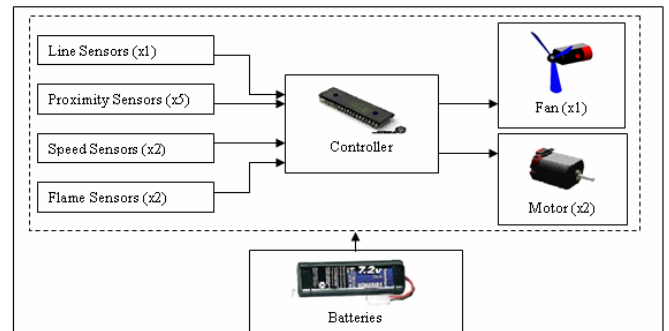 Line Sensors (x1)
Proximity Sensors (x5)
Speed Sensors (x2)
Flame Sensors (x2)
Controller
Fan (x1)
Motor (x2)
7.2v
Batteries